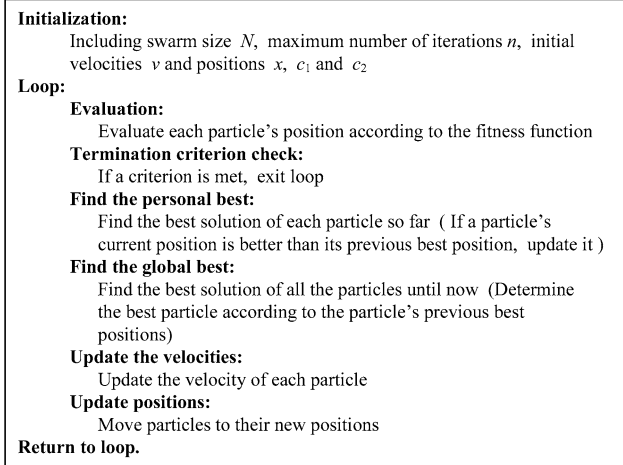 Initialization:
Including swarm size N, maximum number of iterations n, initial
velocities v and positions x, c₁ and c₂
Loop:
Evaluation:
Evaluate each particle's position according to the fitness function
Termination criterion check:
If a criterion is met, exit loop
Find the personal best:
Find the best solution of each particle so far ( If a particle's
current position is better than its previous best position, update it )
Find the global best:
Find the best solution of all the particles until now (Determine
the best particle according to the particle's previous best
positions)
Update the velocities:
Update the velocity of each particle
Update positions:
Move particles to their new positions
Return to loop.